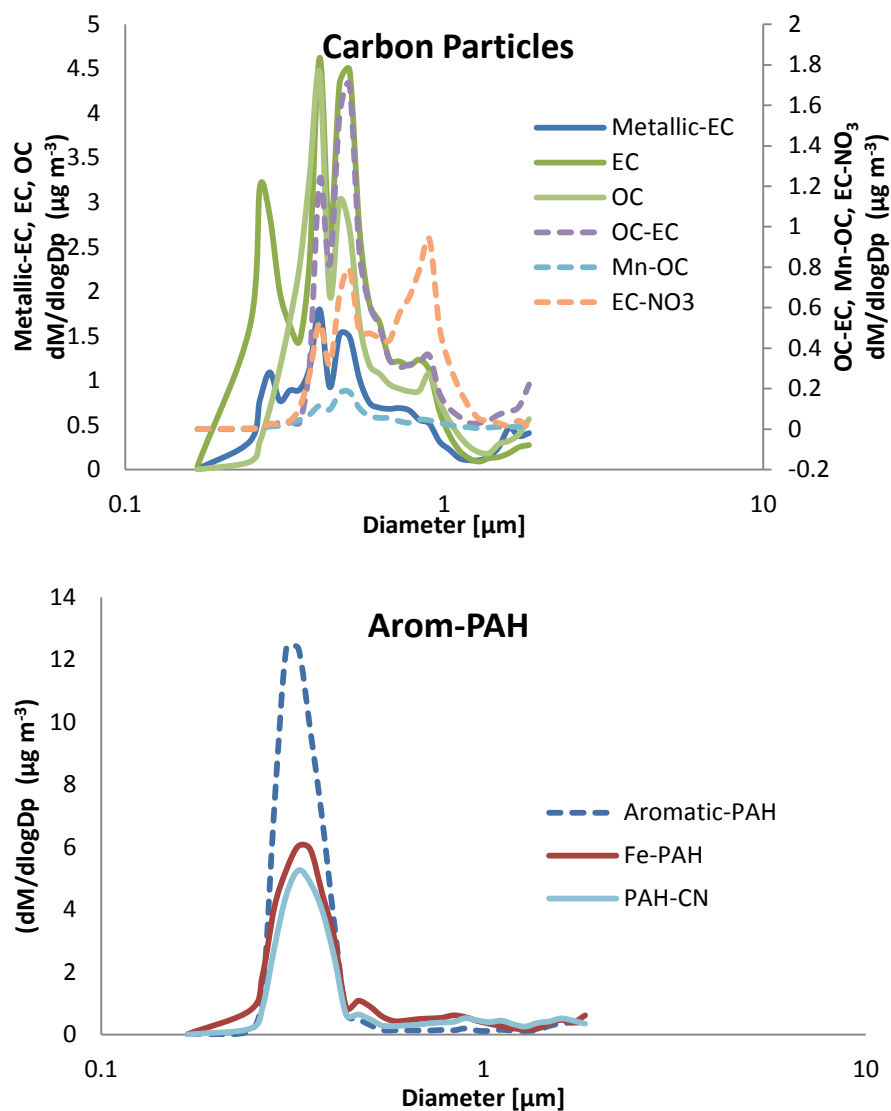 Carbon Particles
5
4.5
4
3.5
3
2.5
2
1.5
1
0.5
0
Metallic-EC, EC, OC
dM/dlogDp (µg m⁻³)
2
1.8
1.6
1.4
1.2
1
0.8
0.6
0.4
0.2
0
-0.2
OC-EC, Mn-OC, EC-NO₃
dM/dlogDp (µg m⁻³)
Metallic-EC
EC
OC
OC-EC
Mn-OC
EC-NO3
0.1
1
10
Diameter [µm]
Arom-PAH
14
12
10
8
6
4
2
0
(dM/dlogDp (µg m⁻³)
Aromatic-PAH
Fe-PAH
PAH-CN
0.1
1
10
Diameter [µm]